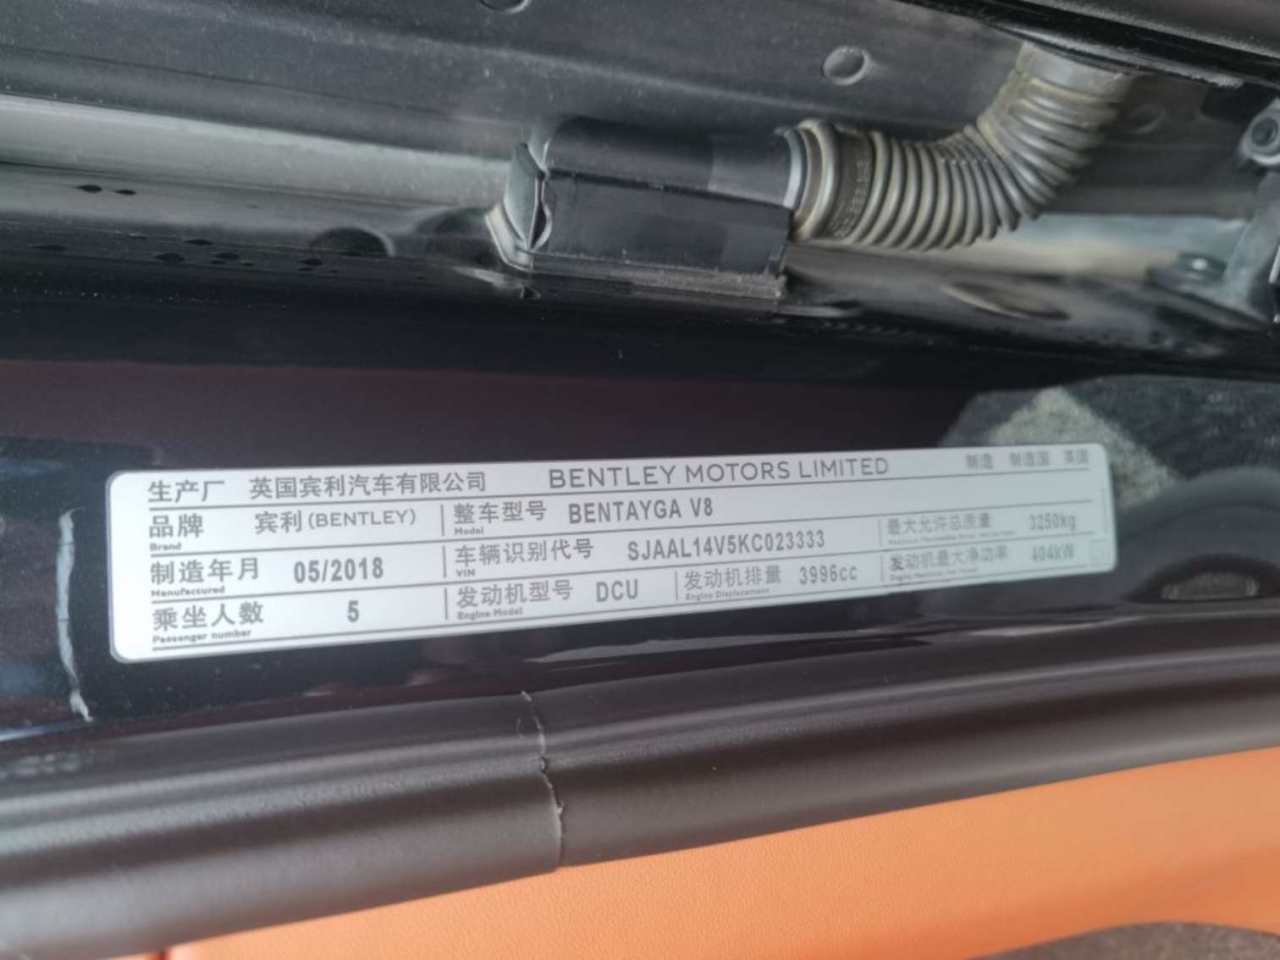 生产厂 英国宾利汽车有限公司 BENTLEY MOTORS LIMITED 制造 制造国 英国
品牌 宾利(BENTLEY) 整车型号 BENTAYGA V8
Brand Model
制造年月 05/2018 车辆识别代号 SJAAL14V5KC023333 最大允许总质量 3250kg
Manufactured VIN
乘坐人数 5 发动机型号 DCU 发动机排量 3996cc 发动机最大净功率 404kW
Passenger number Engine Model Engine Displacement